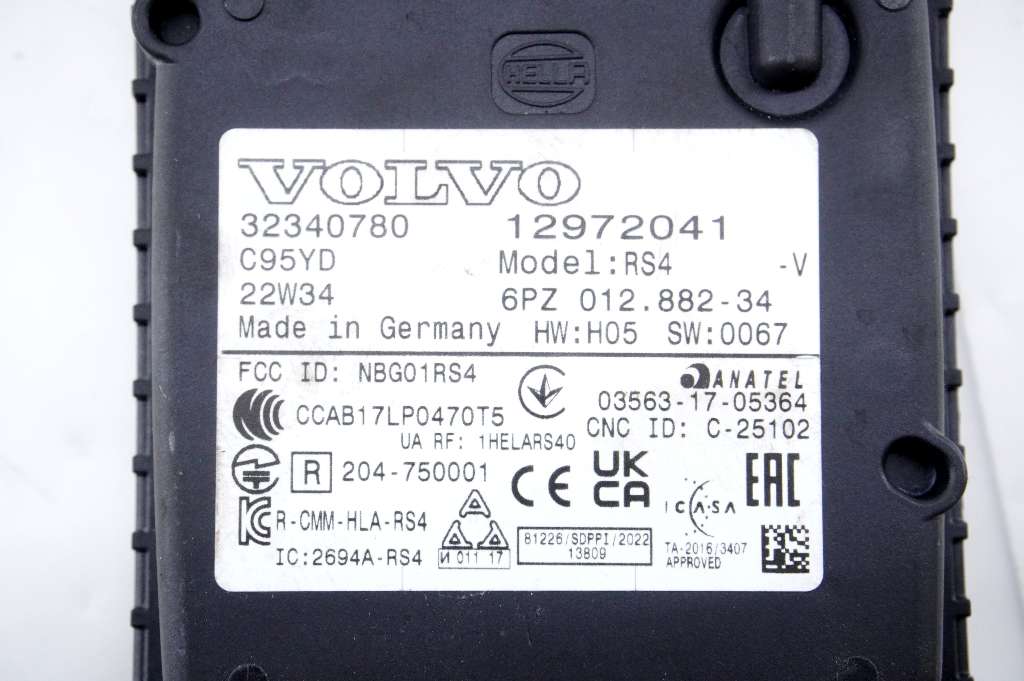 HELLA
VOLVO
32340780 12972041
C95YD Model:RS4 -V
22W34 6PZ 012.882-34
Made in Germany HW:H05 SW:0067
FCC ID: NBG01RS4 ANATEL
CCAB17LP0470T5 03563-17-05364
UA RF: 1HELARS40 CNC ID: C-25102
R 204-750001 CE UK CA EAC
R-CMM-HLA-RS4 ICASA
IC:2694A-RS4 И 011 17 81226/SDPPI/2022
13809
TA-2016/3407
APPROVED